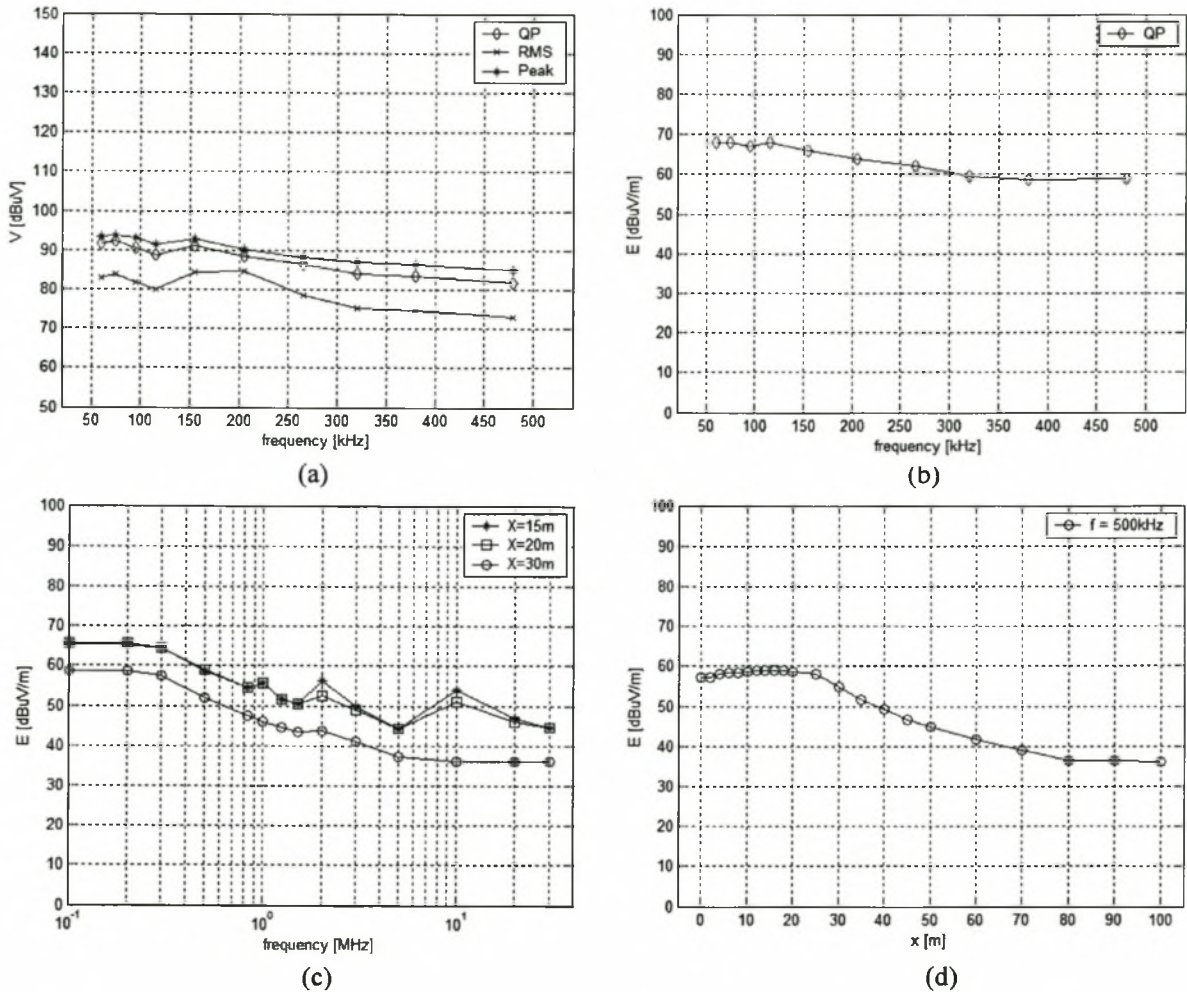 150
140
130
120
110
100
90
80
70
60
50
V [dBuV]
QP
RMS
Peak
50 100 150 200 250 300 350 400 450 500
frequency [kHz]
(a)
100
90
80
70
60
50
40
30
20
10
0
E [dBuV/m]
QP
50 100 150 200 250 300 350 400 450 500
frequency [kHz]
(b)
100
90
80
70
60
50
40
30
20
10
0
E [dBuV/m]
X=15m
X=20m
X=30m
10-1 100 101
frequency [MHz]
(c)
100
90
80
70
60
50
40
30
20
10
0
E [dBuV/m]
f = 500kHz
0 10 20 30 40 50 60 70 80 90 100
x [m]
(d)